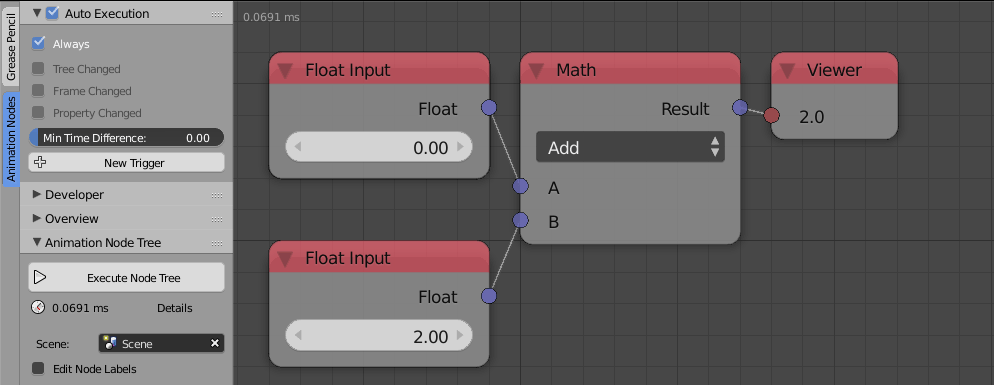 Grease Pencil
Animation Nodes
Auto Execution
Always
Tree Changed
Frame Changed
Property Changed
Min Time Difference: 0.00
New Trigger
Developer
Overview
Animation Node Tree
Execute Node Tree
0.0691 ms Details
Scene: Scene
Edit Node Labels
0.0691 ms
Float Input
Float
0.00
Float Input
Float
2.00
Math
Result
Add
A
B
Viewer
2.0